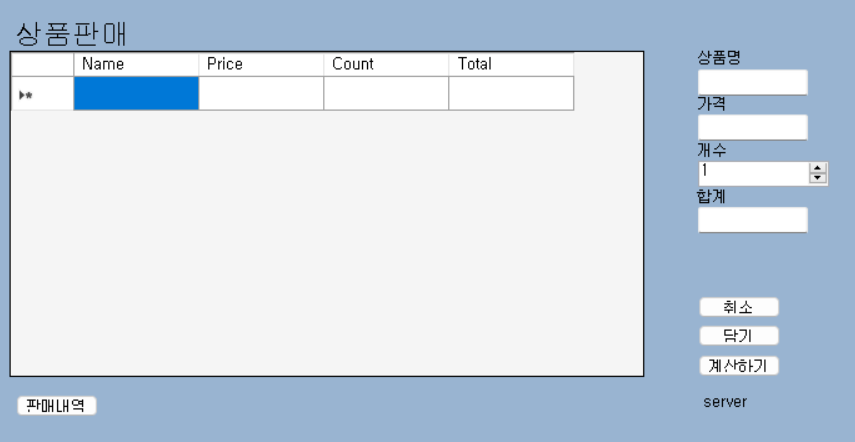 상품판매
Name Price Count Total
상품명
가격
개수
1
합계
취소
담기
계산하기
판매내역
server